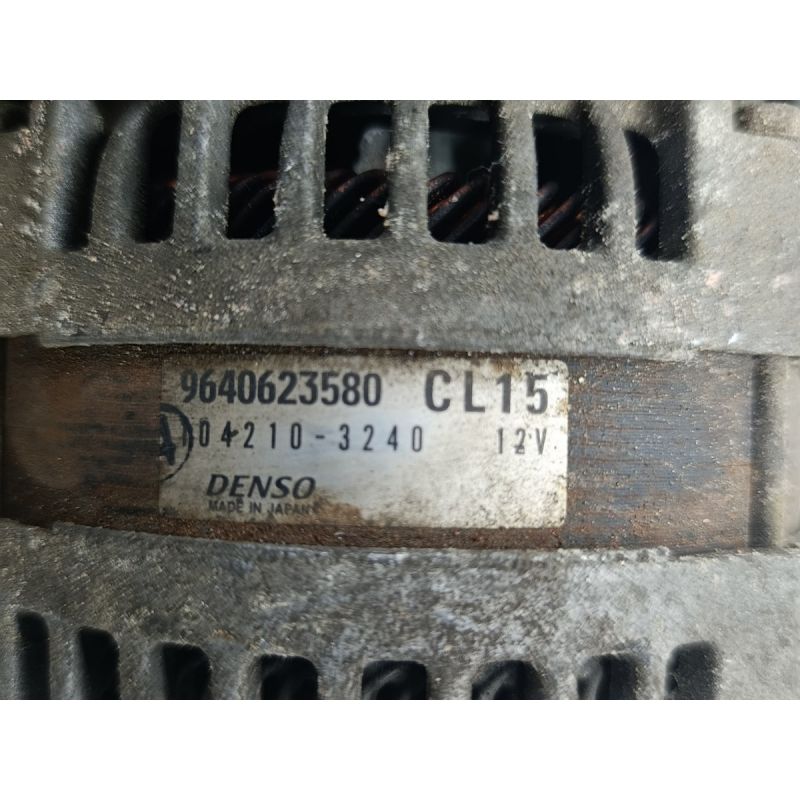 9640623580 CL15
A 104210-3240 12V
DENSO
MADE IN JAPAN